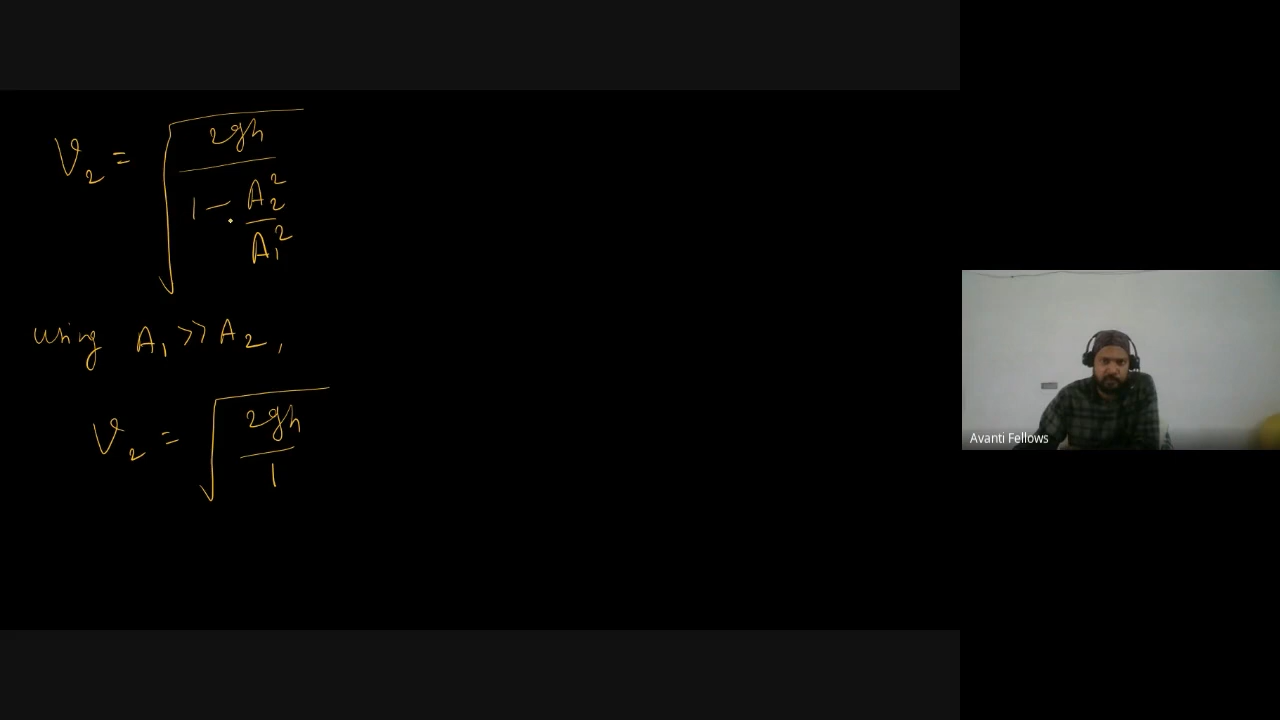 V₂ = √(2gh / (1 - A₂² / A₁²))
using A₁ >> A₂,
V₂ = √(2gh / 1)
Avanti Fellows